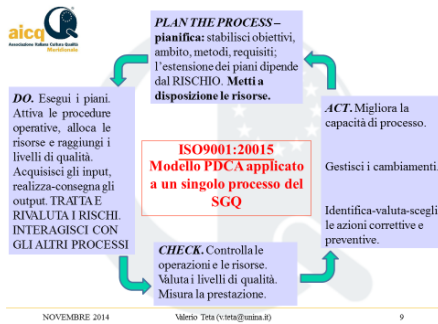 aicq
Associazione Italiana Cultura Qualità
Meridionale
PLAN THE PROCESS –
pianifica: stabilisci obiettivi,
ambito, metodi, requisiti;
l'estensione dei piani dipende
dal RISCHIO. Metti a
disposizione le risorse.
DO. Esegui i piani.
Attiva le procedure
operative, alloca le
risorse e raggiungi i
livelli di qualità.
Acquisisci gli input,
realizza-consegna gli
output. TRATTA E
RIVALUTA I RISCHI.
INTERAGISCI CON
GLI ALTRI PROCESSI
ISO9001:20015
Modello PDCA applicato
a un singolo processo del
SGQ
ACT. Migliora la
capacità di processo.
Gestisci i cambiamenti.
Identifica-valuta-scegli
le azioni correttive e
preventive.
CHECK. Controlla le
operazioni e le risorse.
Valuta i livelli di qualità.
Misura la prestazione.
NOVEMBRE 2014
Valerio Teta (v.teta@unina.it)
9